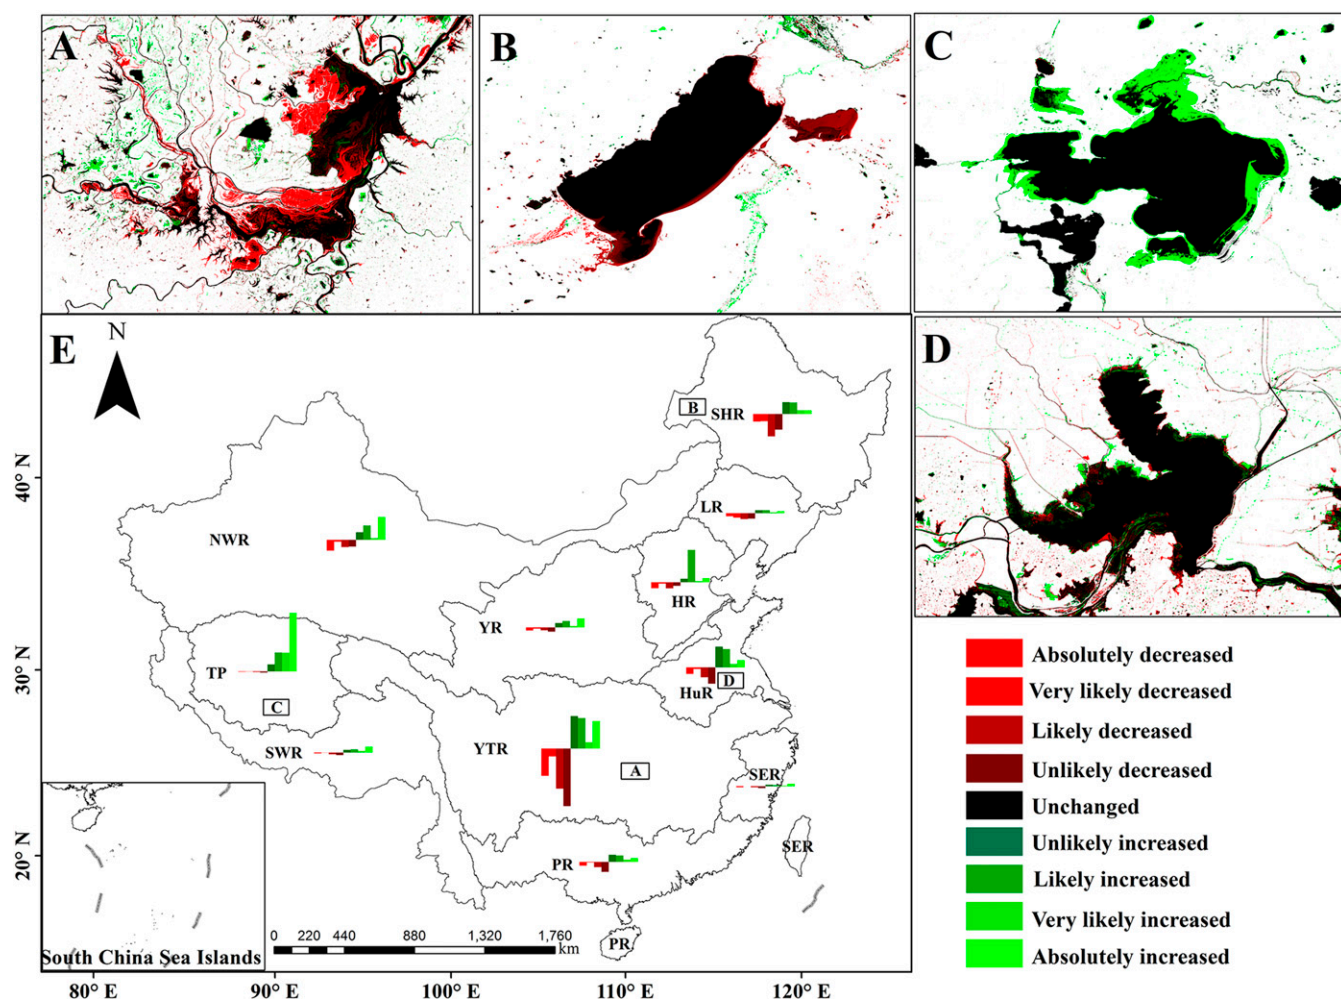 A
B
C
E
N
B
SHR
D
40° N
LR
NWR
HR
YR
30° N
TP
HuR
D
C
SWR
YTR
A
SER
20° N
PR
SER
PR
0 220 440 880 1,320 1,760
km
South China Sea Islands
80° E 90° E 100° E 110° E 120° E
Absolutely decreased
Very likely decreased
Likely decreased
Unlikely decreased
Unchanged
Unlikely increased
Likely increased
Very likely increased
Absolutely increased